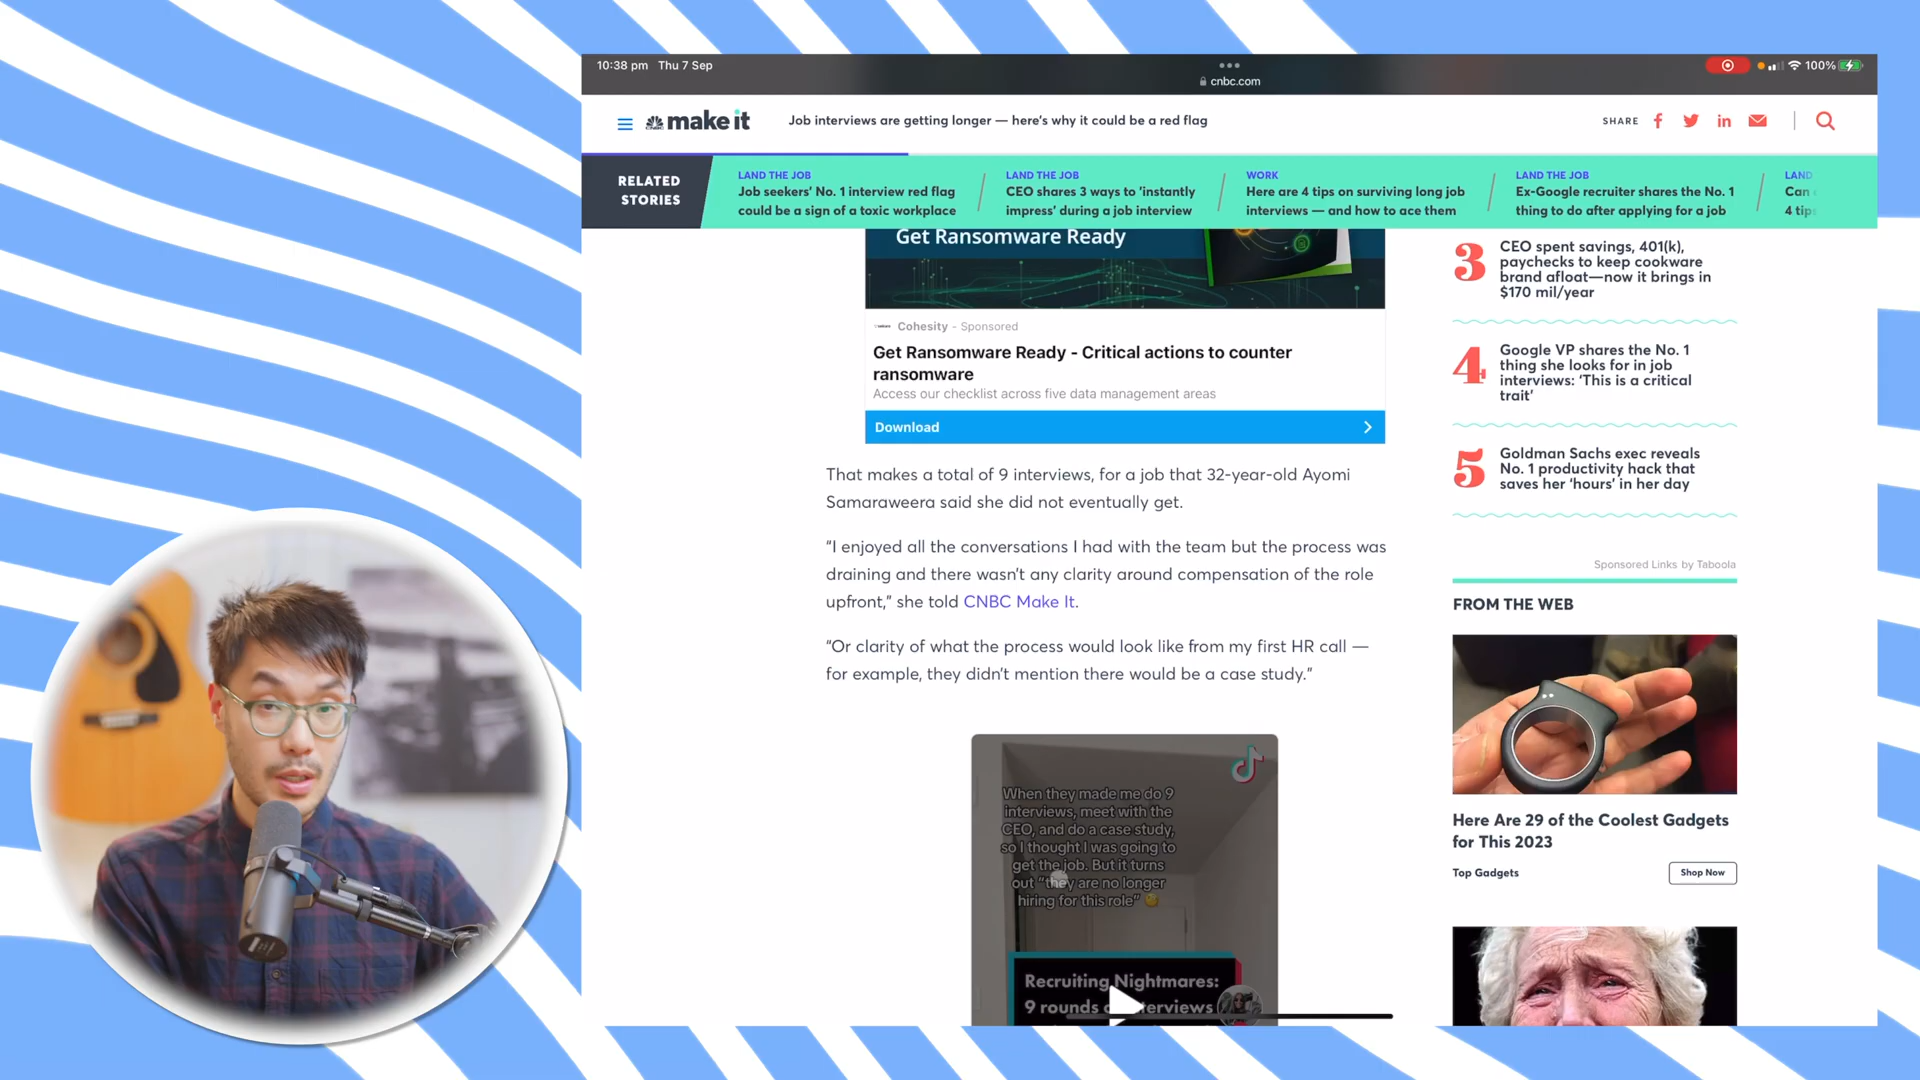 10:38 pm Thu 7 Sep
cnbc.com
100%
make it
Job interviews are getting longer — here's why it could be a red flag
SHARE
RELATED
STORIES
LAND THE JOB
Job seekers' No. 1 interview red flag
could be a sign of a toxic workplace
LAND THE JOB
CEO shares 3 ways to 'instantly
impress' during a job interview
WORK
Here are 4 tips on surviving long job
interviews — and how to ace them
LAND THE JOB
Ex-Google recruiter shares the No. 1
thing to do after applying for a job
LAND
Can
4 tips
Get Ransomware Ready
Cohesity - Sponsored
Get Ransomware Ready - Critical actions to counter
ransomware
Access our checklist across five data management areas
Download
That makes a total of 9 interviews, for a job that 32-year-old Ayomi
Samaraweera said she did not eventually get.
“I enjoyed all the conversations I had with the team but the process was
draining and there wasn’t any clarity around compensation of the role
upfront,” she told CNBC Make It.
“Or clarity of what the process would look like from my first HR call —
for example, they didn’t mention there would be a case study.”
When they made me do 9
interviews, meet with the
CEO, and do a case study,
so I thought I was going to
get the job. But it turns
out "they are no longer
hiring for this role"
Recruiting Nightmares:
9 rounds interviews
3
CEO spent savings, 401(k),
paychecks to keep cookware
brand afloat—now it brings in
$170 mil/year
4
Google VP shares the No. 1
thing she looks for in job
interviews: ‘This is a critical
trait’
5
Goldman Sachs exec reveals
No. 1 productivity hack that
saves her ‘hours’ in her day
Sponsored Links by Taboola
FROM THE WEB
Here Are 29 of the Coolest Gadgets
for This 2023
Top Gadgets
Shop Now